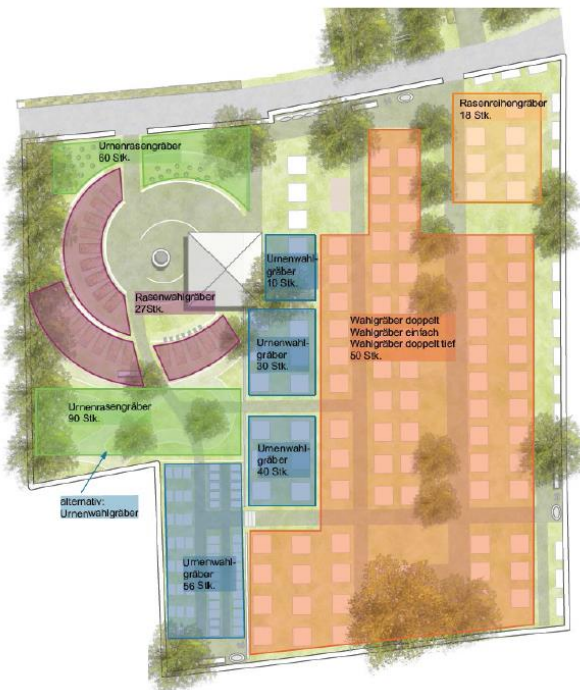 Rasenreihengräber
18 Stk.
Urnenrasengräber
60 Stk.
Urnenwahl-
gräber
10 Stk.
Rasenwahlgräber
27Stk.
Wahlgräber doppelt
Wahlgräber einfach
Wahlgräber doppelt tief
50 Stk.
Urnenwahl-
gräber
30 Stk.
Urnenrasengräber
90 Stk.
Urnenwahl-
gräber
40 Stk.
alternativ:
Urnenwahlgräber
Urnenwahl-
gräber
56 Stk.